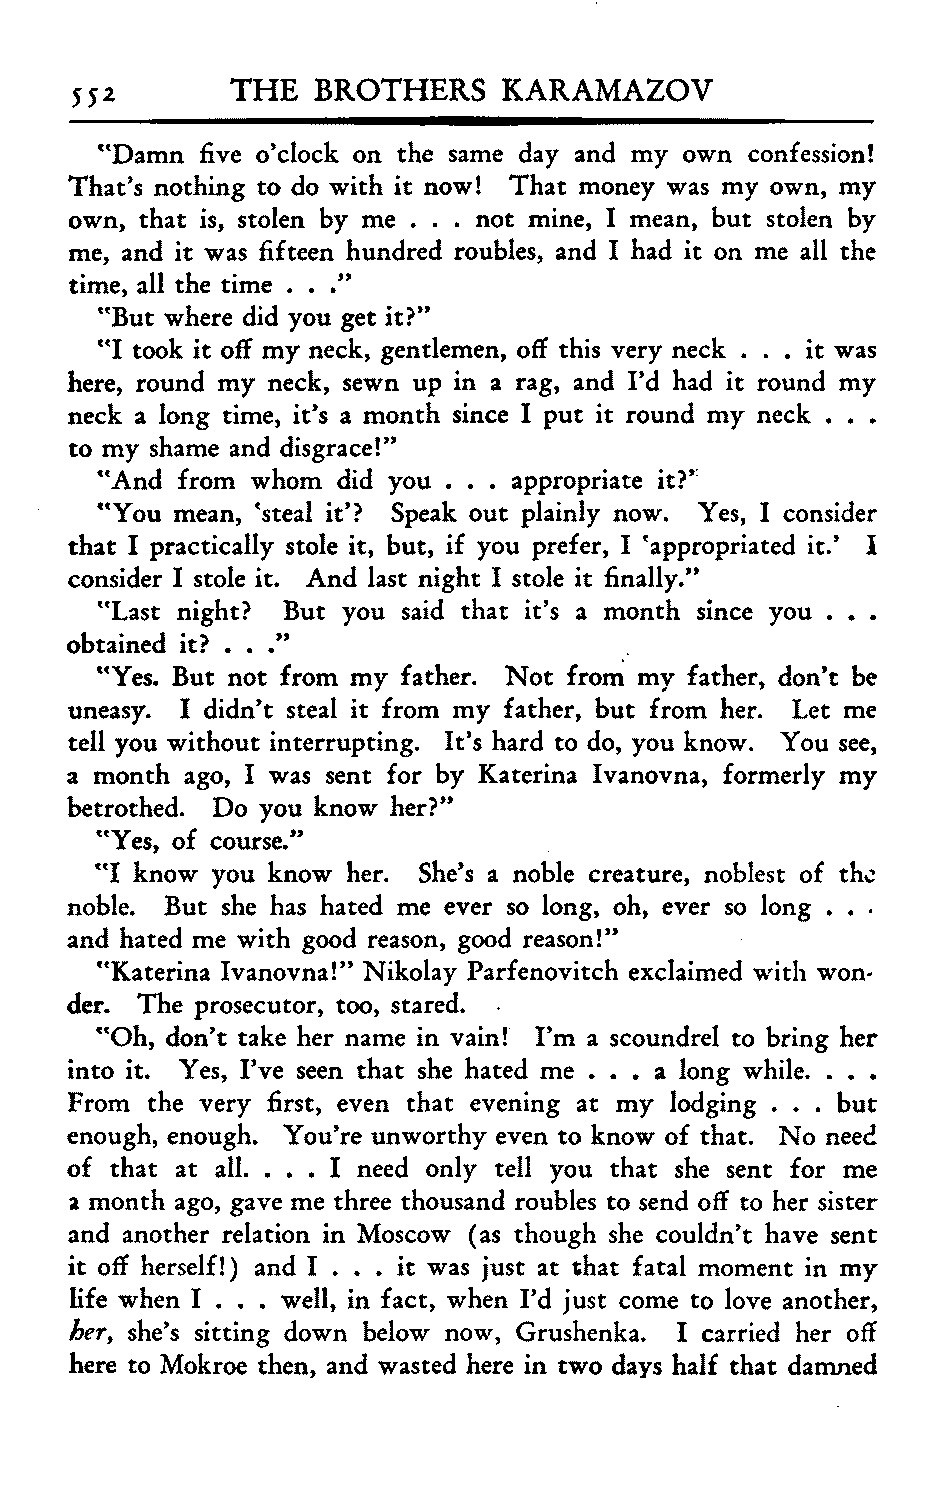 552 THE BROTHERS KARAMAZOV
"Damn five o'clock on the same day and my own confession!
That's nothing to do with it now! That money was my own, my
own, that is, stolen by me . . . not mine, I mean, but stolen by
me, and it was fifteen hundred roubles, and I had it on me all the
time, all the time . . ."
"But where did you get it?"
"I took it off my neck, gentlemen, off this very neck . . . it was
here, round my neck, sewn up in a rag, and I'd had it round my
neck a long time, it's a month since I put it round my neck . . .
to my shame and disgrace!"
"And from whom did you . . . appropriate it?"
"You mean, 'steal it'? Speak out plainly now. Yes, I consider
that I practically stole it, but, if you prefer, I 'appropriated it.' I
consider I stole it. And last night I stole it finally."
"Last night? But you said that it's a month since you . . .
obtained it? . . ."
"Yes. But not from my father. Not from my father, don't be
uneasy. I didn't steal it from my father, but from her. Let me
tell you without interrupting. It's hard to do, you know. You see,
a month ago, I was sent for by Katerina Ivanovna, formerly my
betrothed. Do you know her?"
"Yes, of course."
"I know you know her. She's a noble creature, noblest of the
noble. But she has hated me ever so long, oh, ever so long . . .
and hated me with good reason, good reason!"
"Katerina Ivanovna!" Nikolay Parfenovitch exclaimed with won-
der. The prosecutor, too, stared.
"Oh, don't take her name in vain! I'm a scoundrel to bring her
into it. Yes, I've seen that she hated me . . . a long while. . . .
From the very first, even that evening at my lodging . . . but
enough, enough. You're unworthy even to know of that. No need
of that at all. . . . I need only tell you that she sent for me
a month ago, gave me three thousand roubles to send off to her sister
and another relation in Moscow (as though she couldn't have sent
it off herself!) and I . . . it was just at that fatal moment in my
life when I . . . well, in fact, when I'd just come to love another,
her, she's sitting down below now, Grushenka. I carried her off
here to Mokroe then, and wasted here in two days half that damned